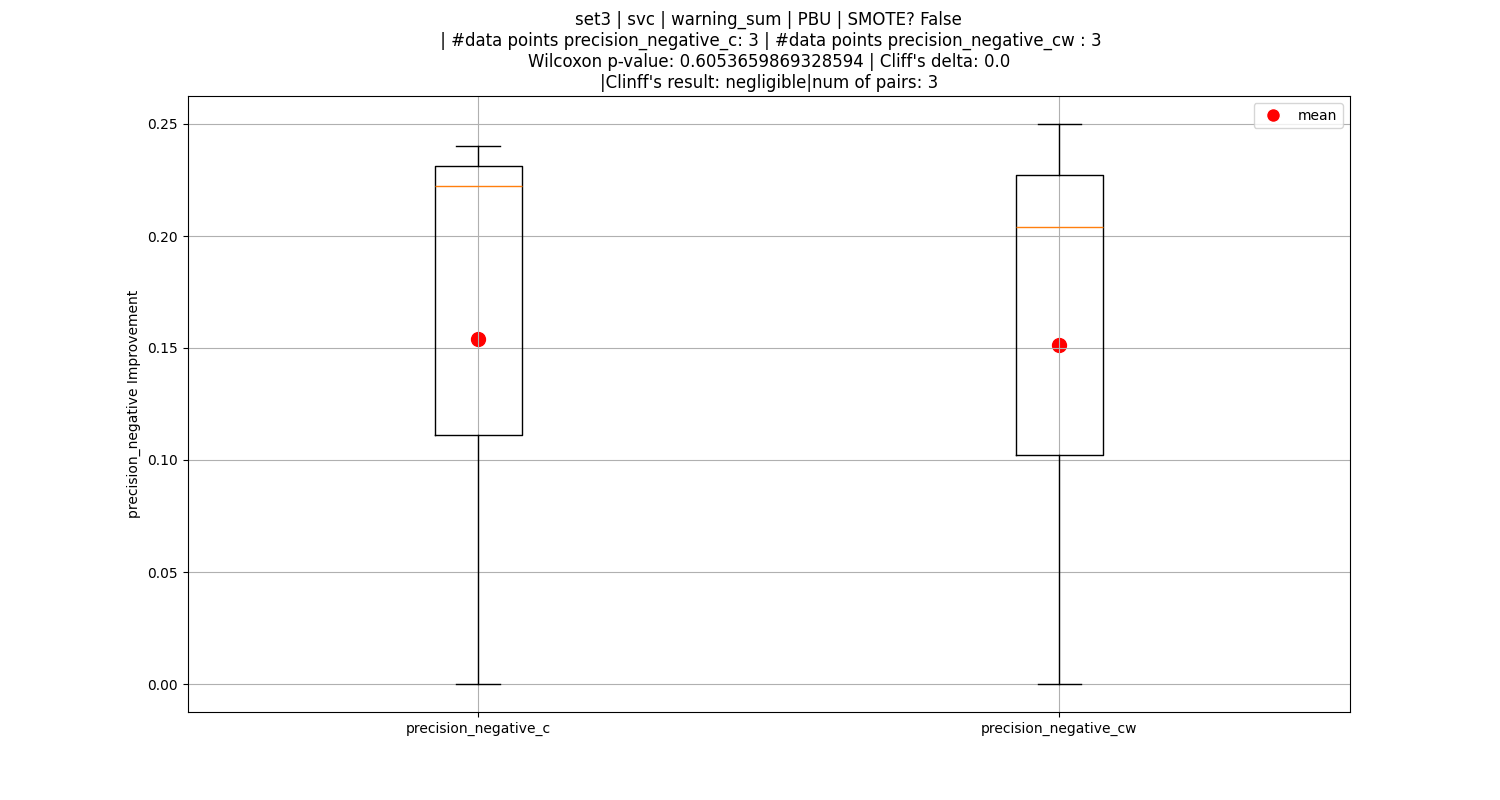 set3 | svc | warning_sum | PBU | SMOTE? False
| #data points precision_negative_c: 3 | #data points precision_negative_cw : 3
Wilcoxon p-value: 0.6053659869328594 | Cliff's delta: 0.0
|Clinff's result: negligible|num of pairs: 3
mean
precision_negative Improvement
0.25
0.20
0.15
0.10
0.05
0.00
precision_negative_c
precision_negative_cw